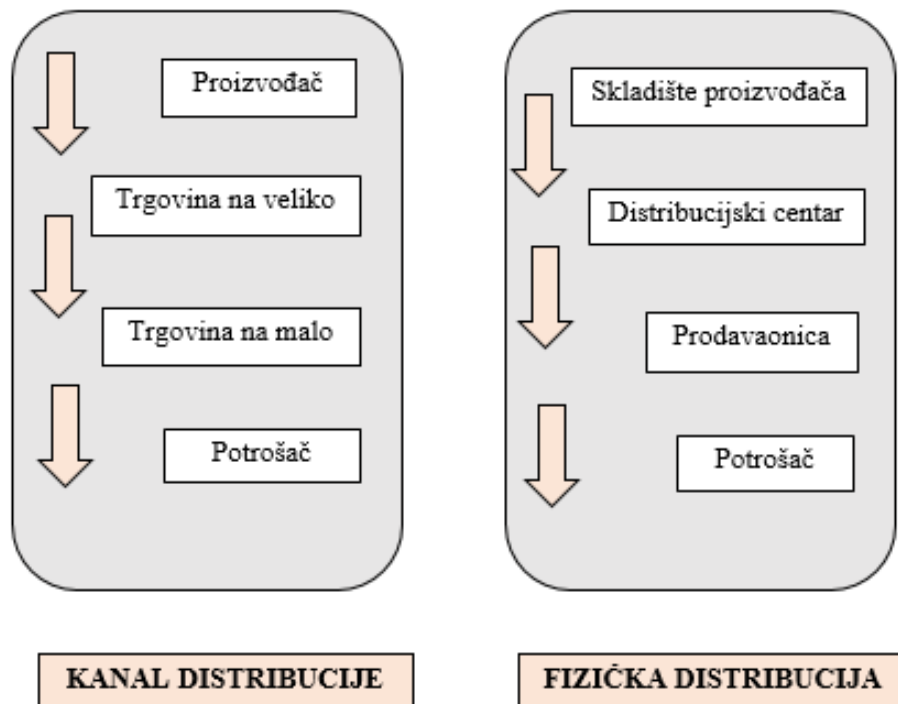 Proizvođač
Trgovina na veliko
Trgovina na malo
Potrošač
KANAL DISTRIBUCIJE
Skladište proizvođača
Distribucijski centar
Prodavaonica
Potrošač
FIZIČKA DISTRIBUCIJA